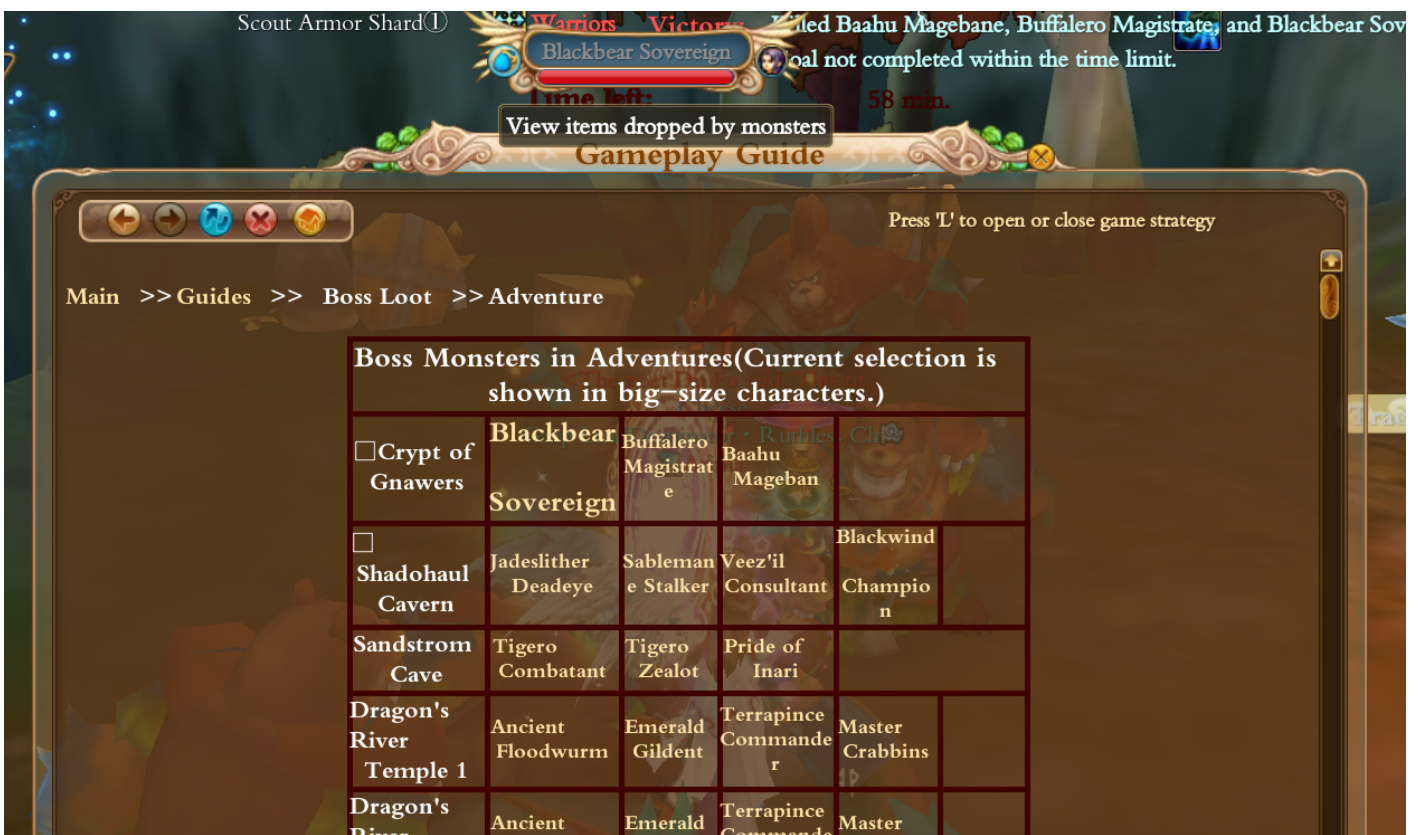 Scout Armor Shard①
Warriors Victory: Killed Baahu Magebane, Buffalero Magistrate, and Blackbear Sov
Blackbear Sovereign
Goal not completed within the time limit.
Time left: 58 min.
View items dropped by monsters
Gameplay Guide
Press 'L' to open or close game strategy
Main >> Guides >> Boss Loot >> Adventure
Boss Monsters in Adventures(Current selection is
shown in big-size characters.)
□Crypt of
Gnawers
Blackbear
Sovereign
Buffalero
Magistrat
e
Baahu
Mageban
□
Shadohaul
Cavern
Jadeslither
Deadeye
Sableman
e Stalker
Veez'il
Consultant
Blackwind
Champio
n
Sandstrom
Cave
Tigero
Combatant
Tigero
Zealot
Pride of
Inari
Dragon's
River
Temple 1
Ancient
Floodwurm
Emerald
Gildent
Terrapince
Commande
r
Master
Crabbins
Dragon's
River
Ancient
Emerald
Terrapince
Commande
Master